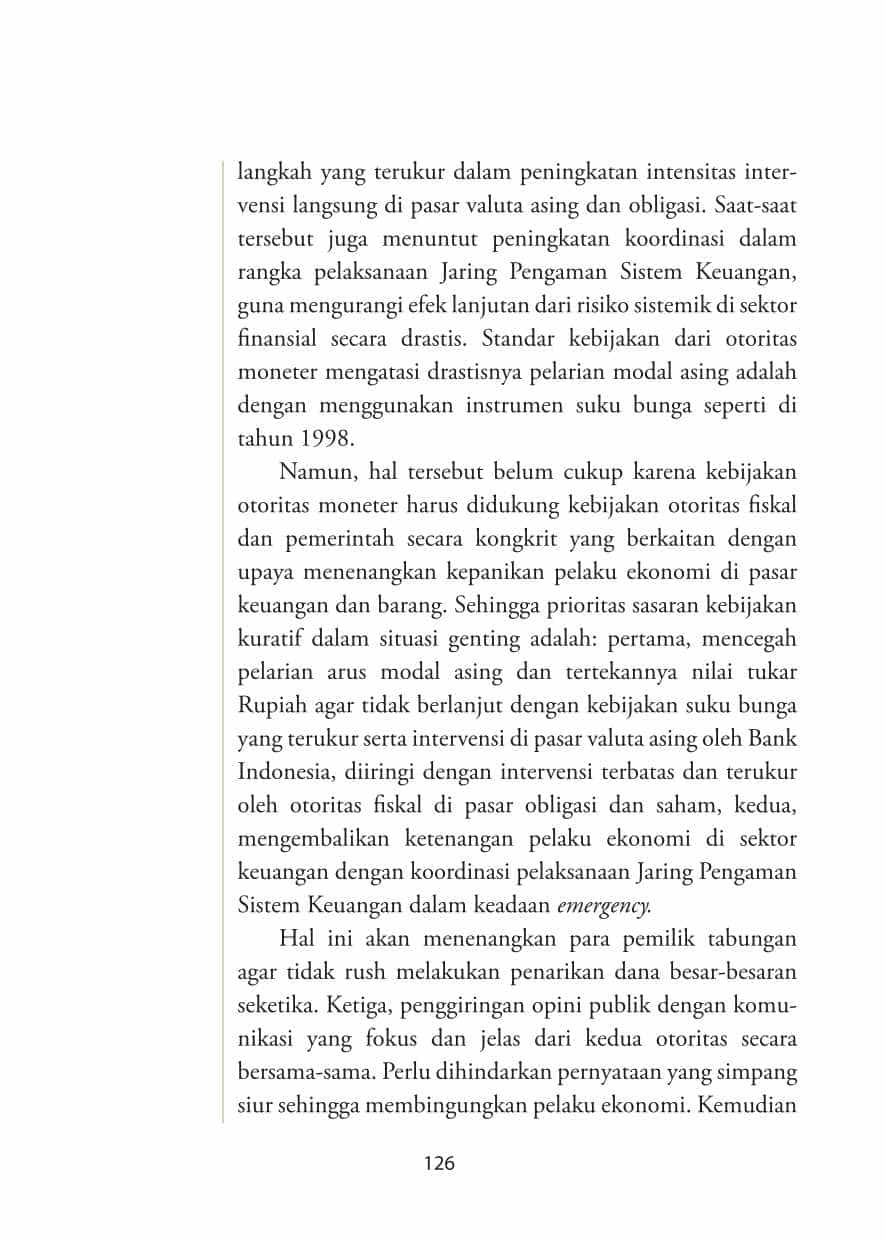 langkah yang terukur dalam peningkatan intensitas inter-
vensi langsung di pasar valuta asing dan obligasi. Saat-saat
tersebut juga menuntut peningkatan koordinasi dalam
rangka pelaksanaan Jaring Pengaman Sistem Keuangan,
guna mengurangi efek lanjutan dari risiko sistemik di sektor
finansial secara drastis. Standar kebijakan dari otoritas
moneter mengatasi drastisnya pelarian modal asing adalah
dengan menggunakan instrumen suku bunga seperti di
tahun 1998.
Namun, hal tersebut belum cukup karena kebijakan
otoritas moneter harus didukung kebijakan otoritas fiskal
dan pemerintah secara kongkrit yang berkaitan dengan
upaya menenangkan kepanikan pelaku ekonomi di pasar
keuangan dan barang. Sehingga prioritas sasaran kebijakan
kuratif dalam situasi genting adalah: pertama, mencegah
pelarian arus modal asing dan tertekannya nilai tukar
Rupiah agar tidak berlanjut dengan kebijakan suku bunga
yang terukur serta intervensi di pasar valuta asing oleh Bank
Indonesia, diiringi dengan intervensi terbatas dan terukur
oleh otoritas fiskal di pasar obligasi dan saham, kedua,
mengembalikan ketenangan pelaku ekonomi di sektor
keuangan dengan koordinasi pelaksanaan Jaring Pengaman
Sistem Keuangan dalam keadaan emergency.
Hal ini akan menenangkan para pemilik tabungan
agar tidak rush melakukan penarikan dana besar-besaran
seketika. Ketiga, penggiringan opini publik dengan komu-
nikasi yang fokus dan jelas dari kedua otoritas secara
bersama-sama. Perlu dihindarkan pernyataan yang simpang
siur sehingga membingungkan pelaku ekonomi. Kemudian
126